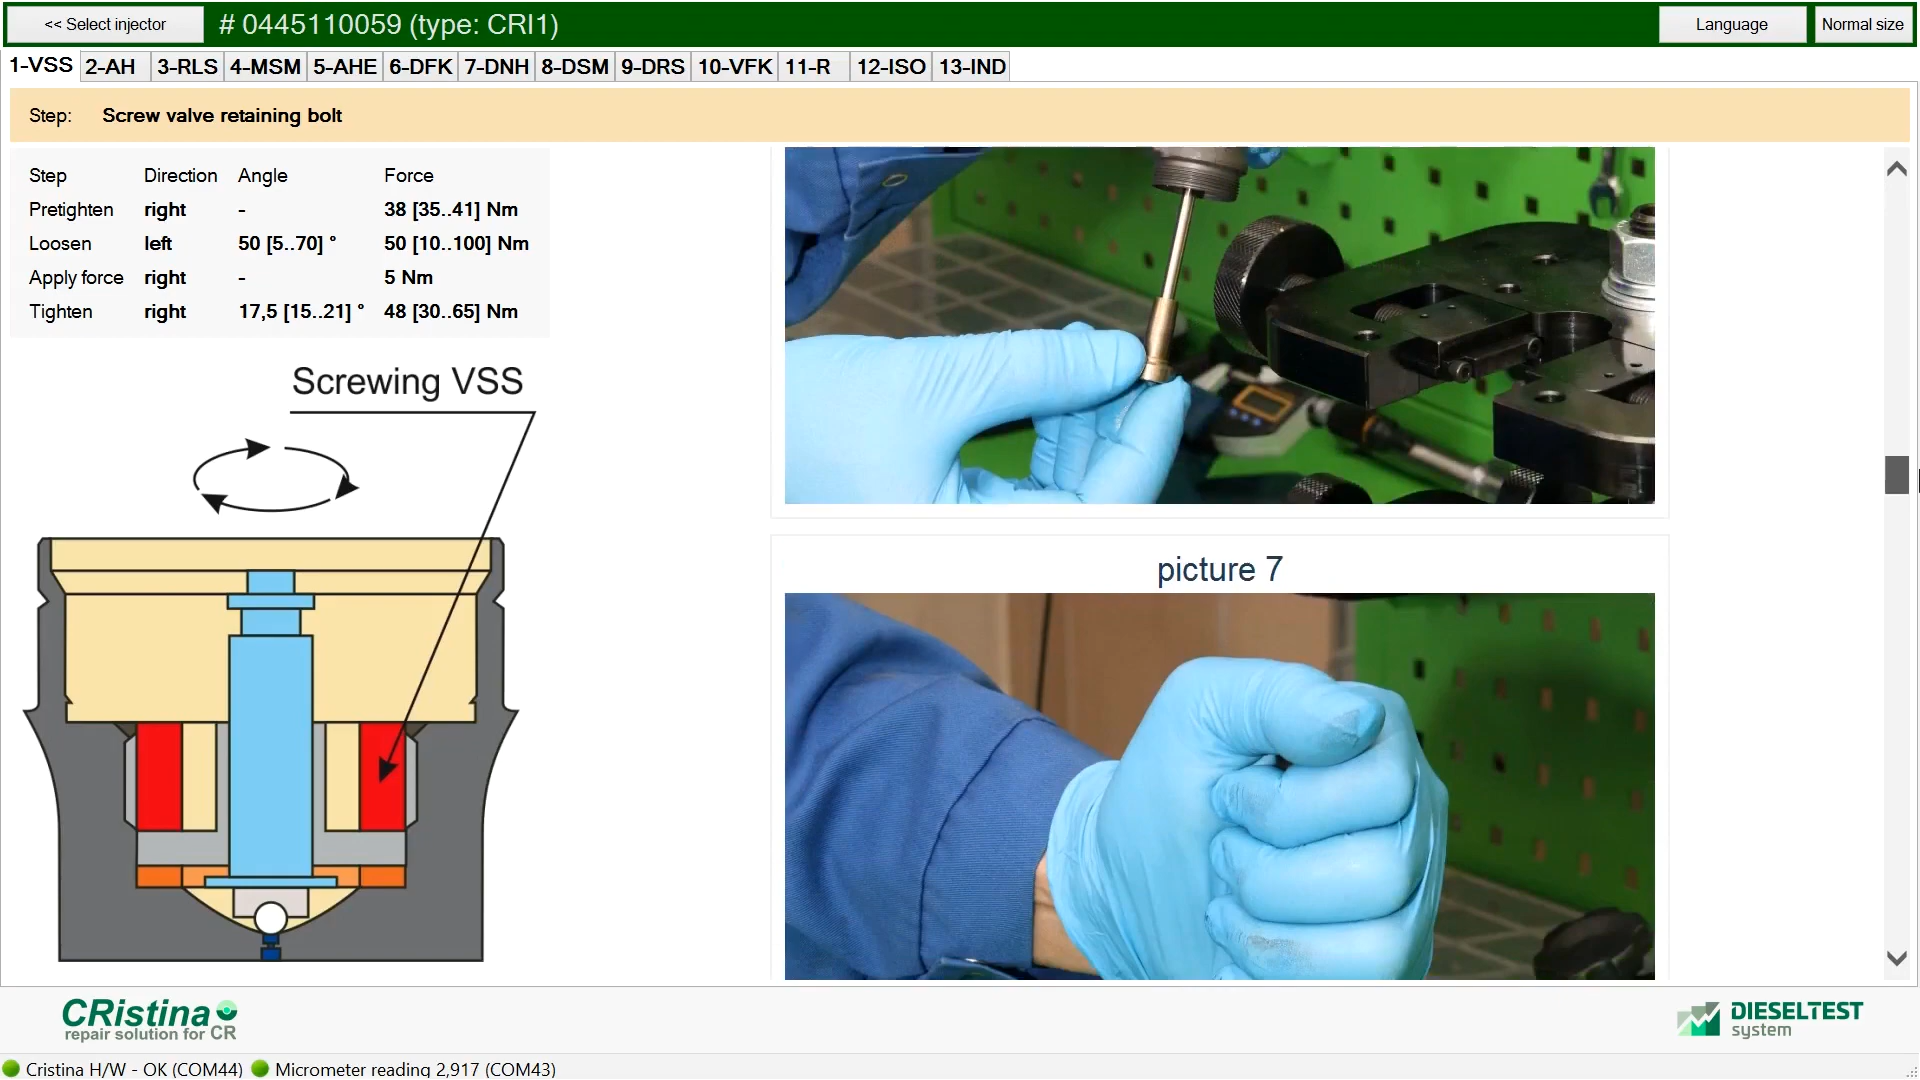 << Select injector # 0445110059 (type: CRI1) Language Normal size
1-VSS 2-AH 3-RLS 4-MSM 5-AHE 6-DFK 7-DNH 8-DSM 9-DRS 10-VFK 11-R 12-ISO 13-IND
Step: Screw valve retaining bolt
Step Direction Angle Force
Pretighten right - 38 [35..41] Nm
Loosen left 50 [5..70] ° 50 [10..100] Nm
Apply force right - 5 Nm
Tighten right 17,5 [15..21] ° 48 [30..65] Nm
Screwing VSS
picture 7
CRistina
repair solution for CR
DIESELTEST
system
Cristina H/W - OK (COM44) Micrometer reading 2,917 (COM43)